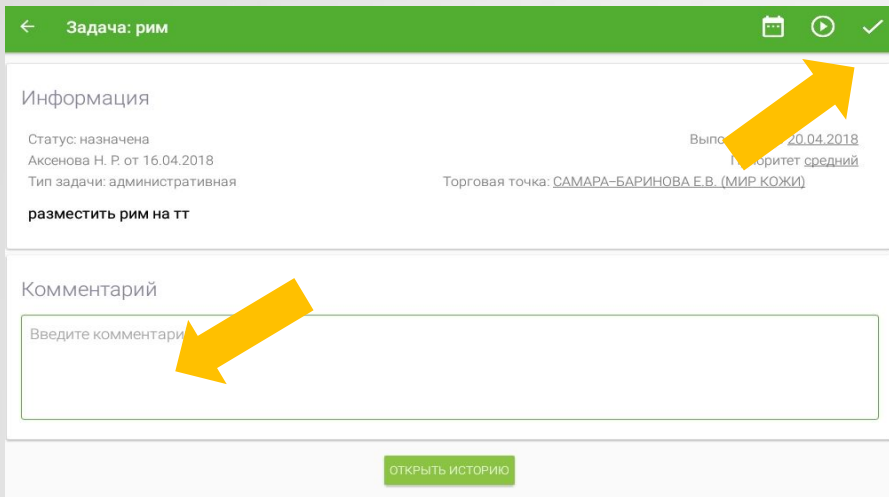 Задача: рим
Информация
Статус: назначена
20.04.2018
Аксенова Н. Р. от 16.04.2018
средний
Тип задачи: административная
Торговая точка: САМАРА-БАРИНОВА Е.В. (МИР КОЖИ)
разместить рим на тт
Комментарий
Введите
ОТКРЫТЬ ИСТОРИЮ